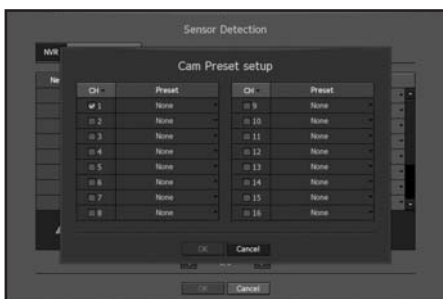 Sensor Detection
NVR
Ne
Cam Preset setup
CH Preset CH Preset
1 None 9 None
2 None 10 None
3 None 11 None
4 None 12 None
5 None 13 None
6 None 14 None
7 None 15 None
8 None 16 None
OK Cancel
OK Cancel